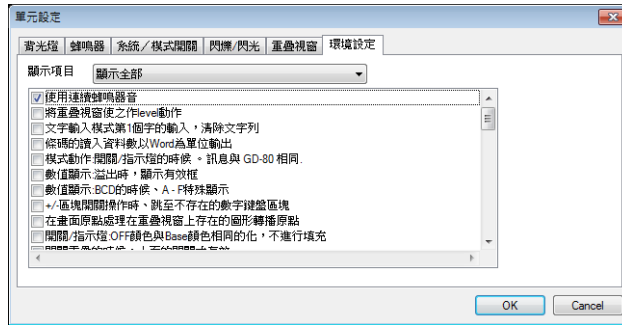 單元設定
背光燈 蜂鳴器 系統／模式開關 閃爍/閃光 重疊視窗 環境設定
顯示項目 顯示全部
使用連續蜂鳴器音
將重疊視窗使之作level動作
文字輸入模式第1個字的輸入，清除文字列
條碼的讀入資料數以Word為單位輸出
模式動作:開關/指示燈的時候。訊息與 GD-80 相同.
數值顯示:溢出時，顯示有效框
數值顯示:BCD的時候、A - F特殊顯示
+/-區塊開關操作時、跳至不存在的數字鍵盤區塊
在畫面原點處理在重疊視窗上存在的圖形轉播原點
開關/指示燈:OFF顏色與Base顏色相同的化，不進行填充
OK Cancel